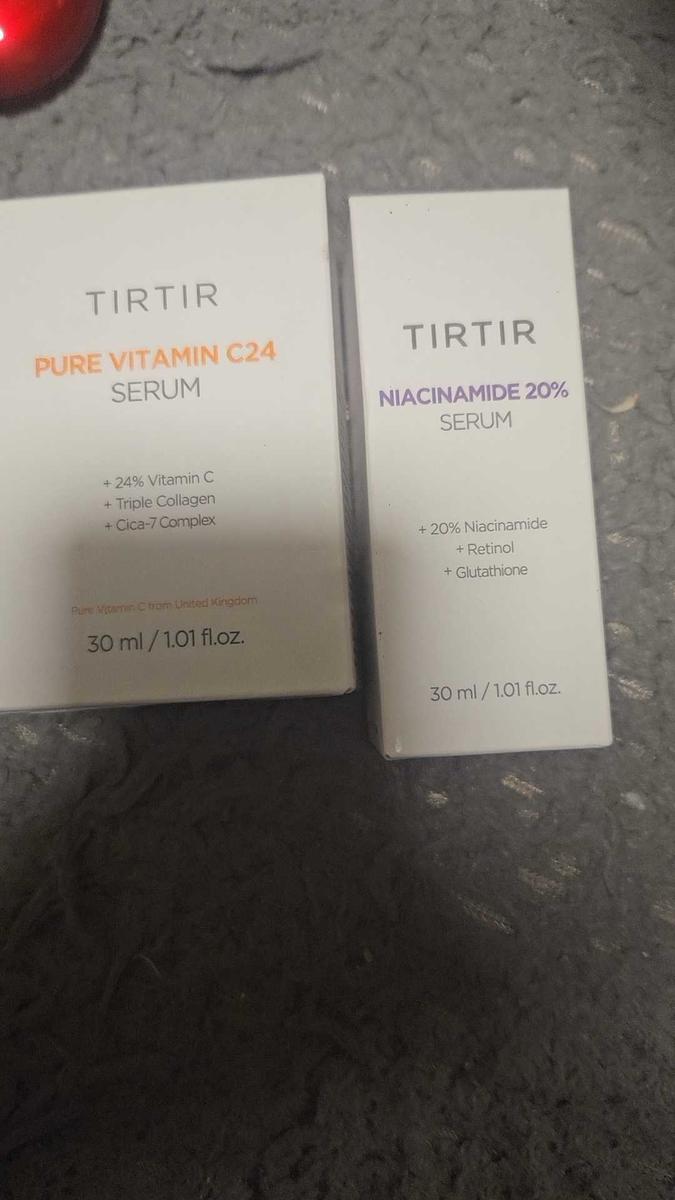 TIRTIR
PURE VITAMIN C24
SERUM
+ 24% Vitamin C
+ Triple Collagen
+ Cica-7 Complex
Pure Vitamin C from United Kingdom
30 ml / 1.01 fl.oz.
TIRTIR
NIACINAMIDE 20%
SERUM
+ 20% Niacinamide
+ Retinol
+ Glutathione
30 ml / 1.01 fl.oz.